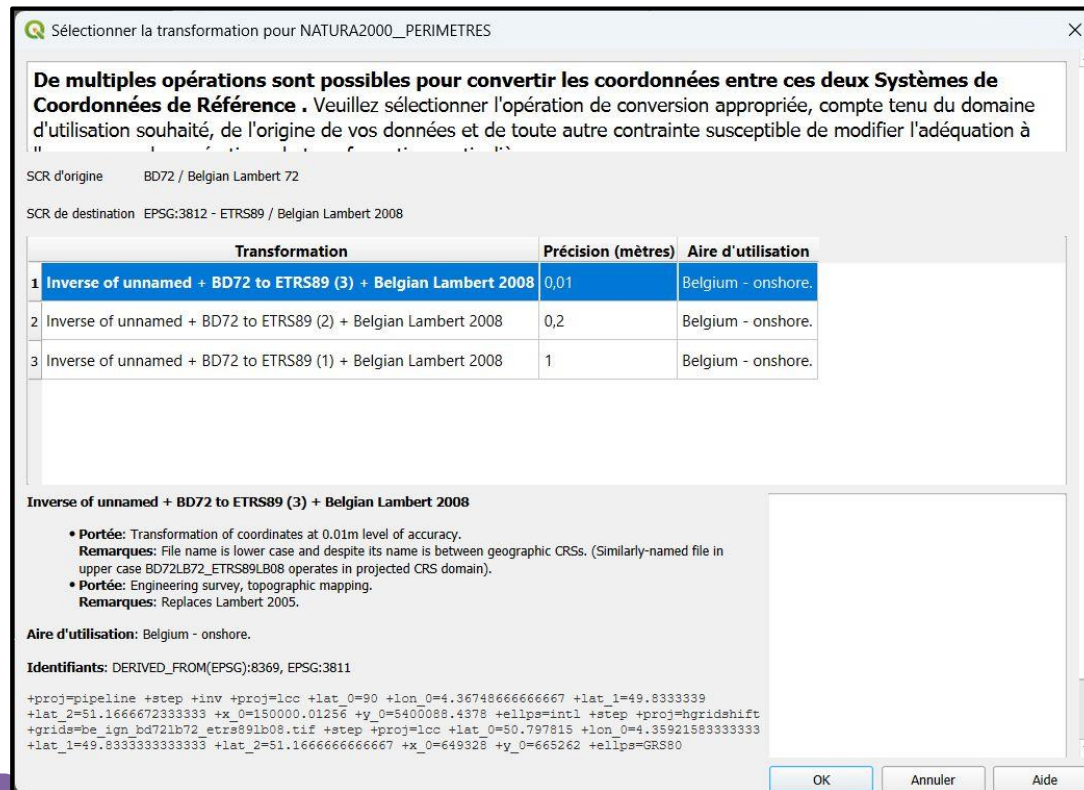 Sélectionner la transformation pour NATURA2000__PERIMETRES
De multiples opérations sont possibles pour convertir les coordonnées entre ces deux Systèmes de
Coordonnées de Référence . Veuillez sélectionner l'opération de conversion appropriée, compte tenu du domaine
d'utilisation souhaité, de l'origine de vos données et de toute autre contrainte susceptible de modifier l'adéquation à
SCR d'origine BD72 / Belgian Lambert 72
SCR de destination EPSG:3812 - ETRS89 / Belgian Lambert 2008
Transformation Précision (mètres) Aire d'utilisation
1 Inverse of unnamed + BD72 to ETRS89 (3) + Belgian Lambert 2008 0,01 Belgium - onshore.
2 Inverse of unnamed + BD72 to ETRS89 (2) + Belgian Lambert 2008 0,2 Belgium - onshore.
3 Inverse of unnamed + BD72 to ETRS89 (1) + Belgian Lambert 2008 1 Belgium - onshore.
Inverse of unnamed + BD72 to ETRS89 (3) + Belgian Lambert 2008
• Portée: Transformation of coordinates at 0.01m level of accuracy.
Remarques: File name is lower case and despite its name is between geographic CRSs. (Similarly-named file in
upper case BD72LB72_ETRS89LB08 operates in projected CRS domain).
• Portée: Engineering survey, topographic mapping.
Remarques: Replaces Lambert 2005.
Aire d'utilisation: Belgium - onshore.
Identifiants: DERIVED_FROM(EPSG):8369, EPSG:3811
+proj=pipeline +step +inv +proj=lcc +lat_0=90 +lon_0=4.36748666666667 +lat_1=49.8333339
+lat_2=51.1666672333333 +x_0=150000.01256 +y_0=5400088.4378 +ellps=intl +step +proj=hgridshift
+grids=be_ign_bd72lb72_etrs89lb08.tif +step +proj=lcc +lat_0=50.797815 +lon_0=4.35921583333333
+lat_1=49.8333333333333 +lat_2=51.1666666666667 +x_0=649328 +y_0=665262 +ellps=GRS80
OK Annuler Aide